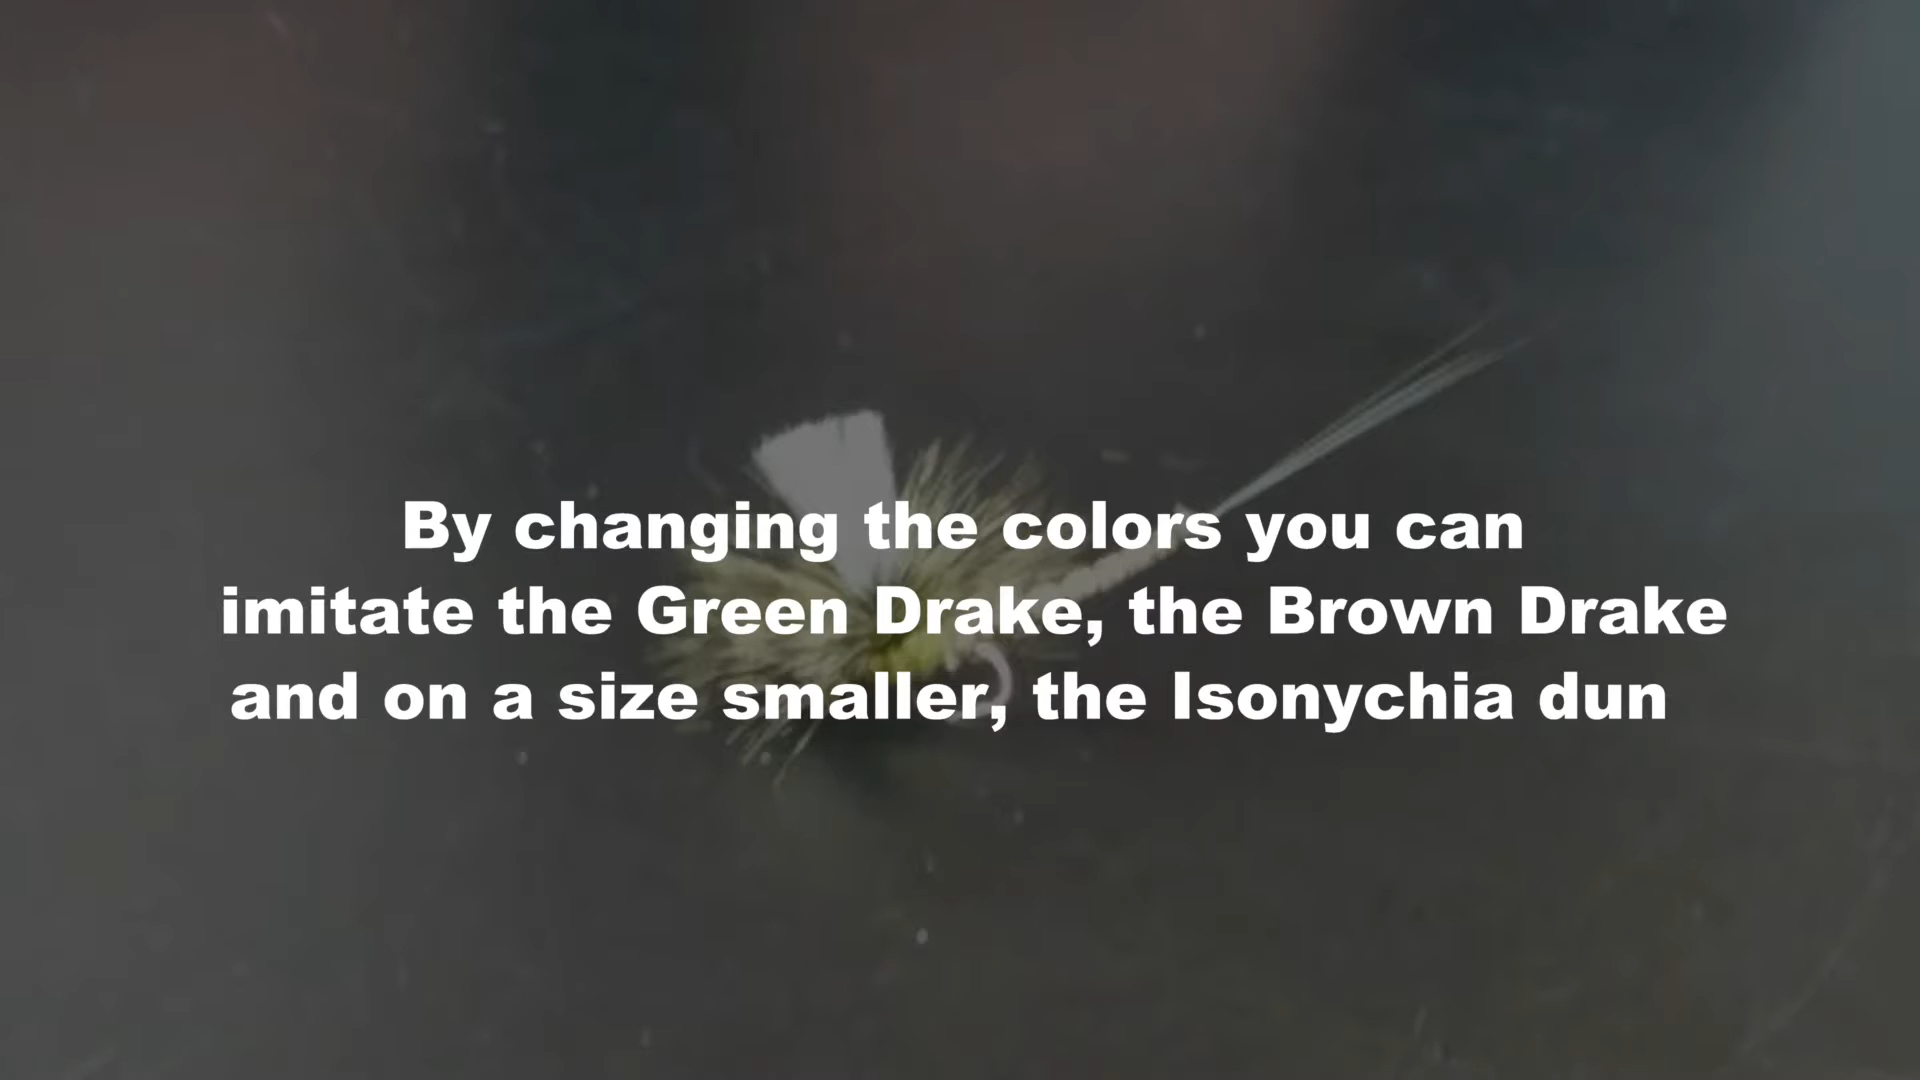 By changing the colors you can
imitate the Green Drake, the Brown Drake
and on a size smaller, the Isonychia dun